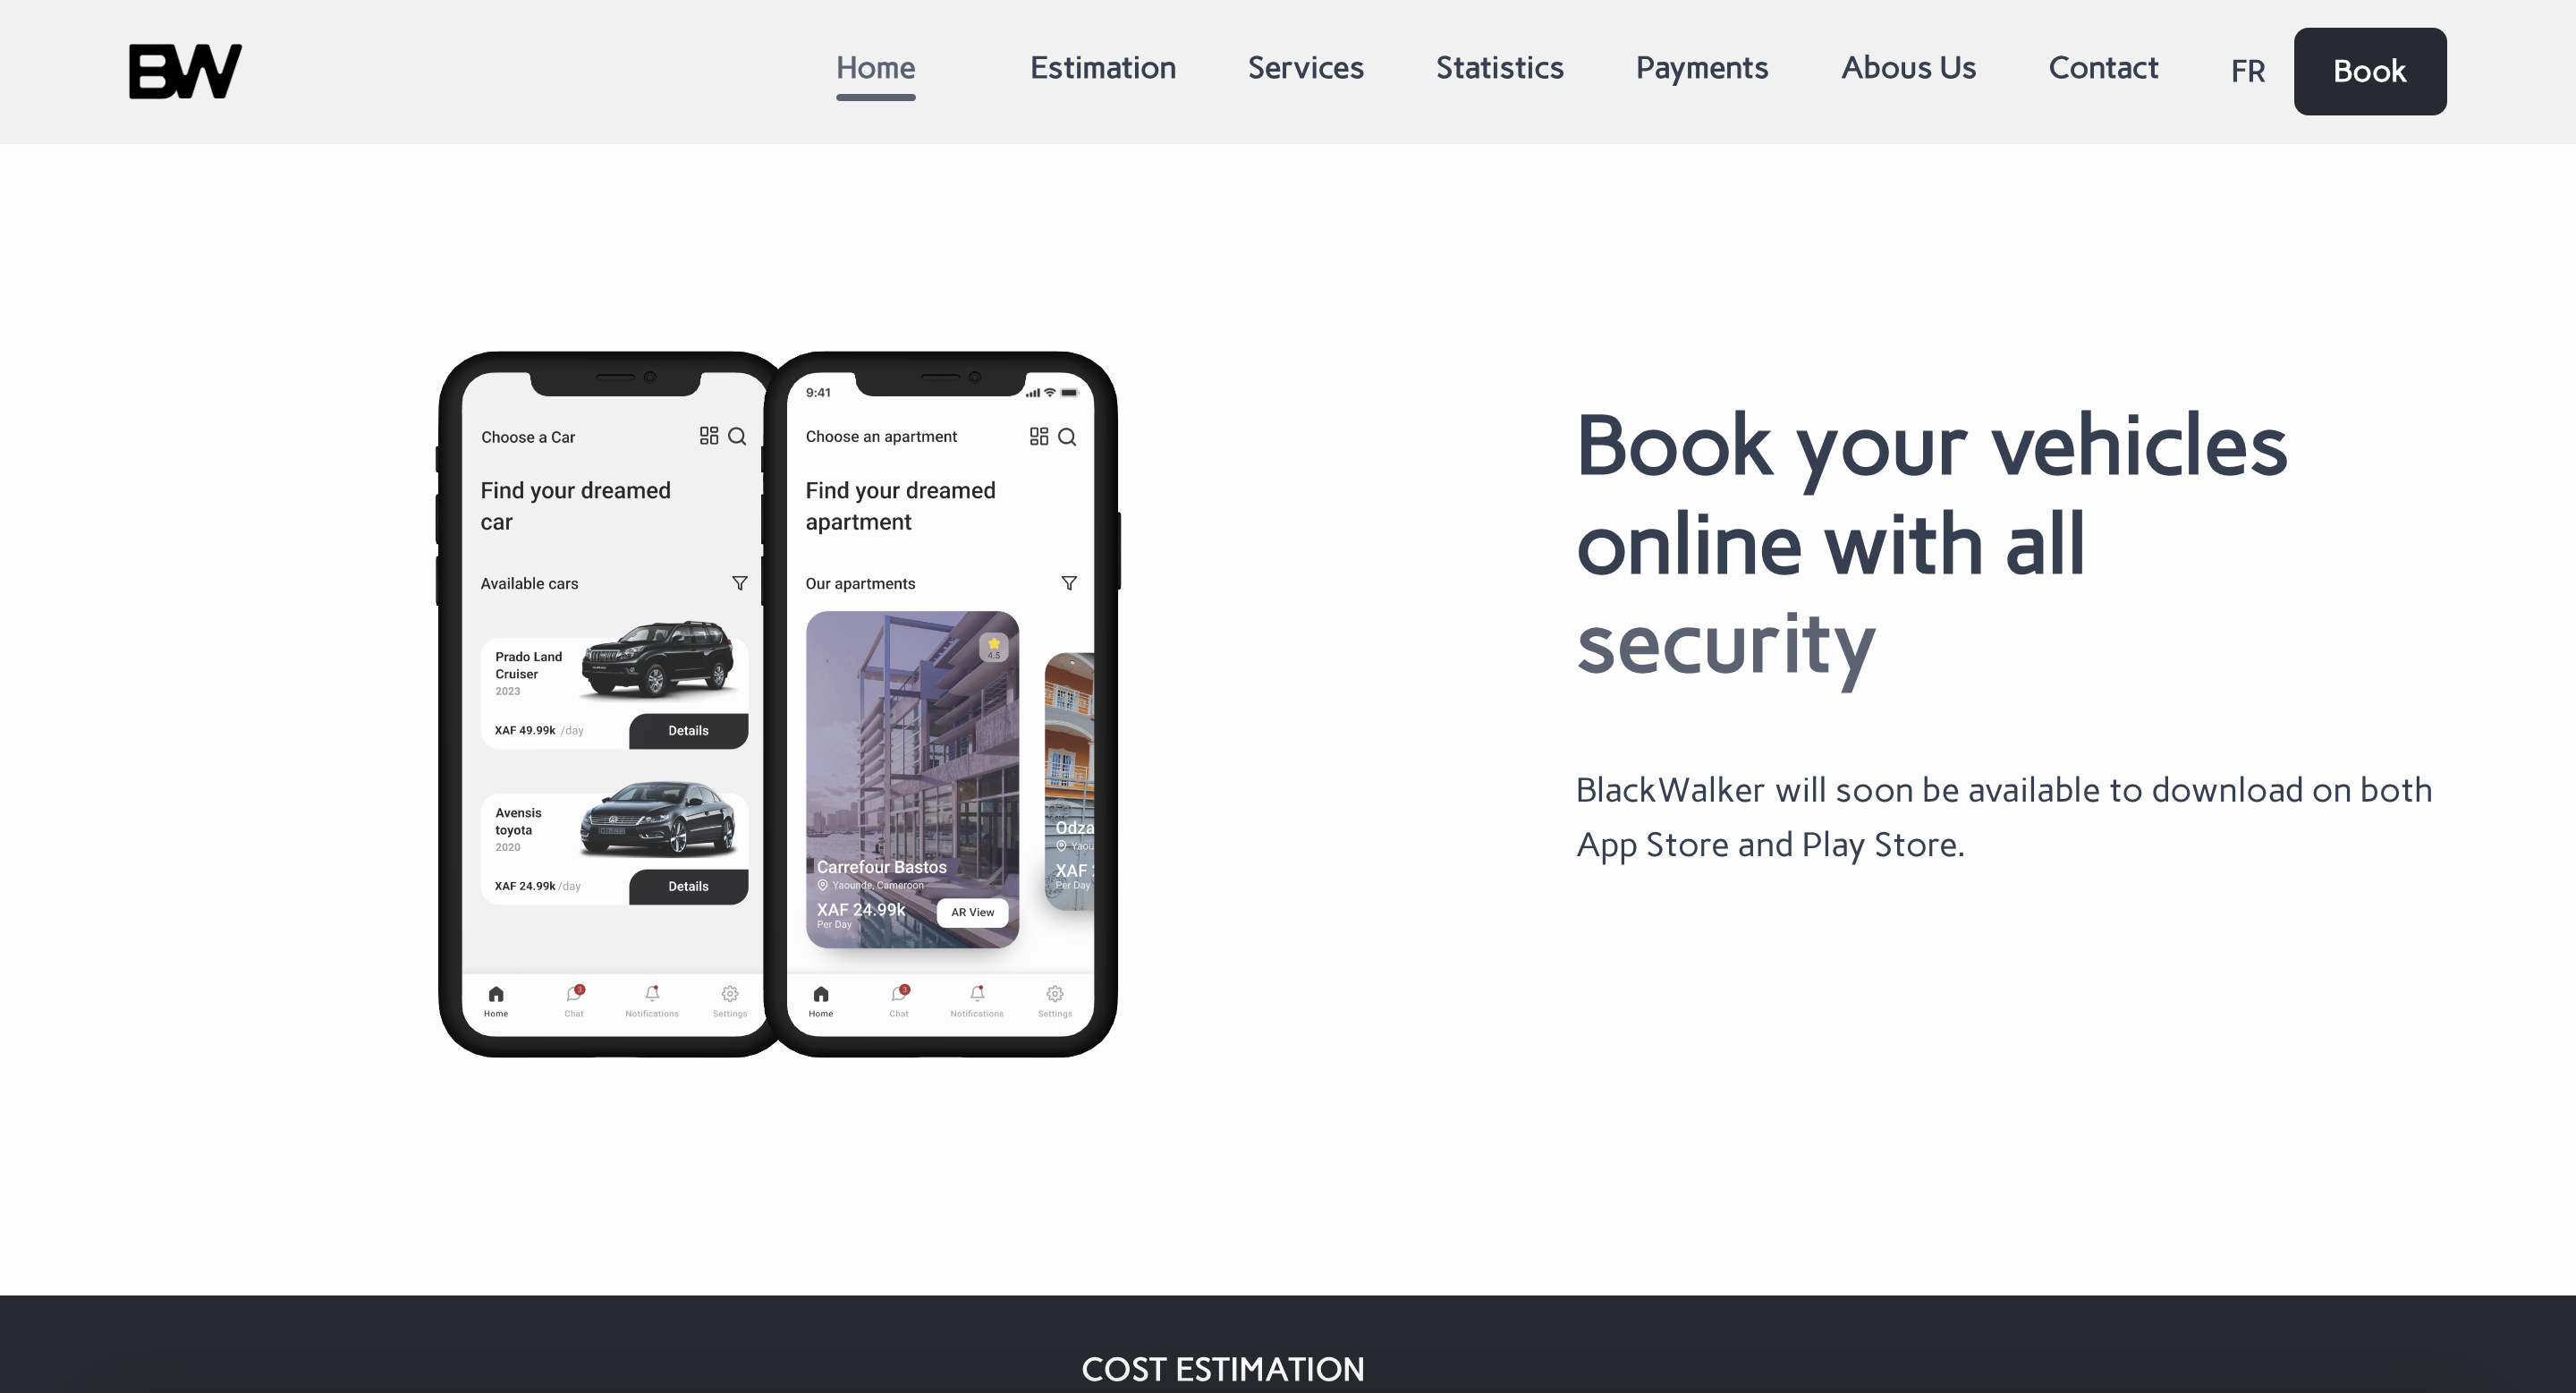 BW
Home
Estimation
Services
Statistics
Payments
Abous Us
Contact
FR
Book
Choose a Car
Find your dreamed
car
Available cars
Prado Land
Cruiser
2023
XAF 49.99k /day
Details
Avensis
toyota
2020
XAF 24.99k /day
Details
Home
Chat
3
Notifications
Settings
9:41
Choose an apartment
Find your dreamed
apartment
Our apartments
4.5
Carrefour Bastos
Yaounde, Cameroon
XAF 24.99k
Per Day
AR View
Odza
Yaou
XAF
Per Day
Home
Chat
3
Notifications
Settings
Book your vehicles
online with all
security
BlackWalker will soon be available to download on both
App Store and Play Store.
COST ESTIMATION